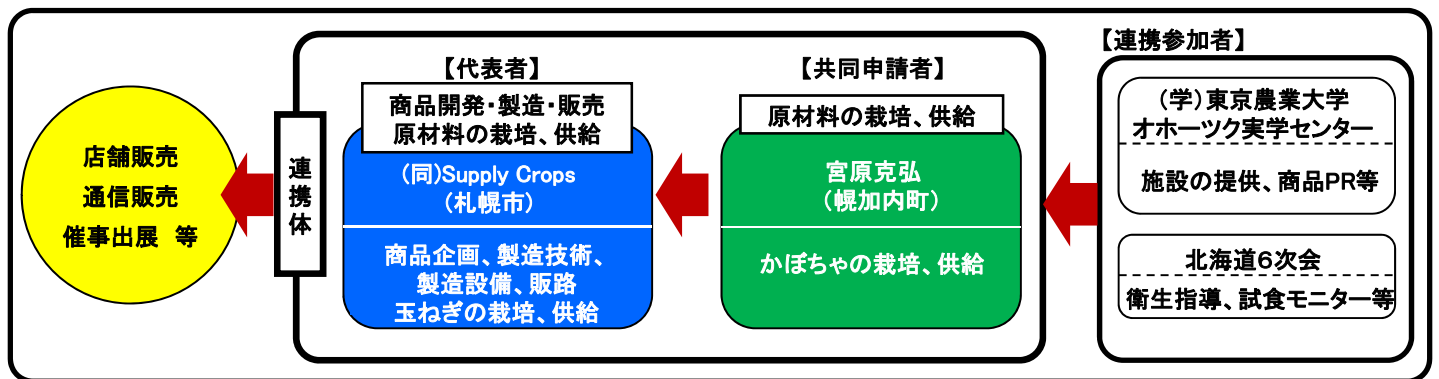 店舗販売
通信販売
催事出展 等
連携体
【代表者】
商品開発・製造・販売
原材料の栽培、供給
(同)Supply Crops
(札幌市)
商品企画、製造技術、
製造設備、販路
玉ねぎの栽培、供給
【共同申請者】
原材料の栽培、供給
宮原克弘
(幌加内町)
かぼちゃの栽培、供給
【連携参加者】
(学)東京農業大学
オホーツク実学センター
施設の提供、商品PR等
北海道6次会
衛生指導、試食モニター等